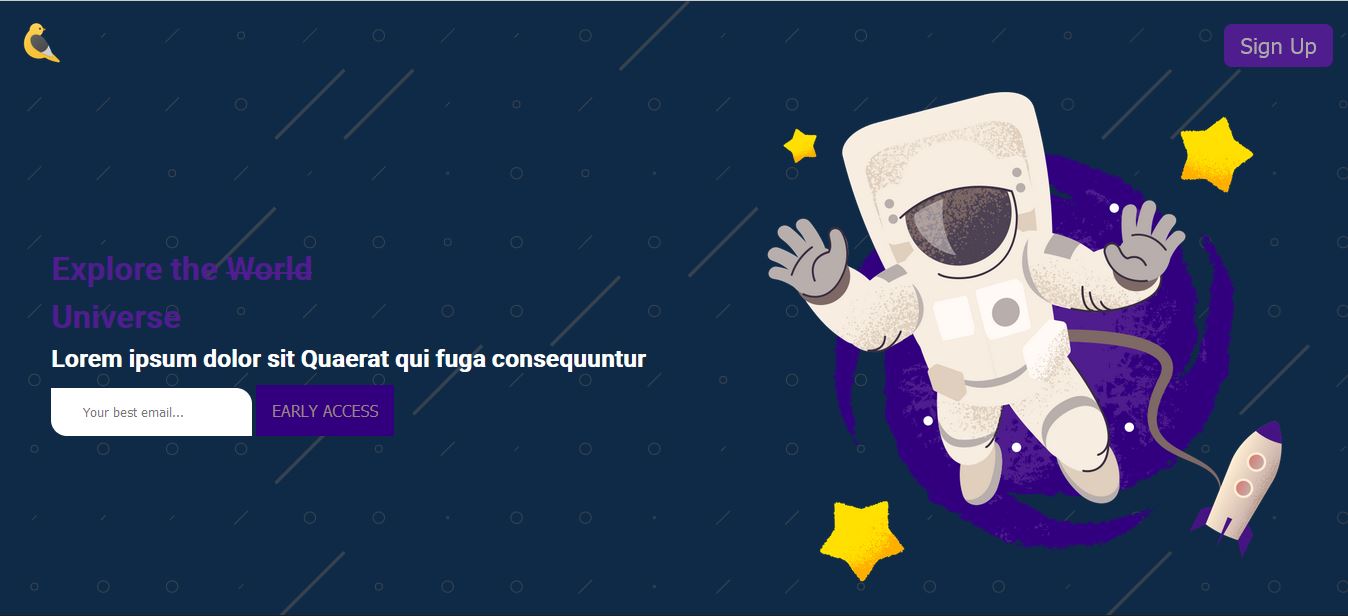 Sign Up
Explore the World
Universe
Lorem ipsum dolor sit Quaerat qui fuga consequuntur
Your best email...
EARLY ACCESS